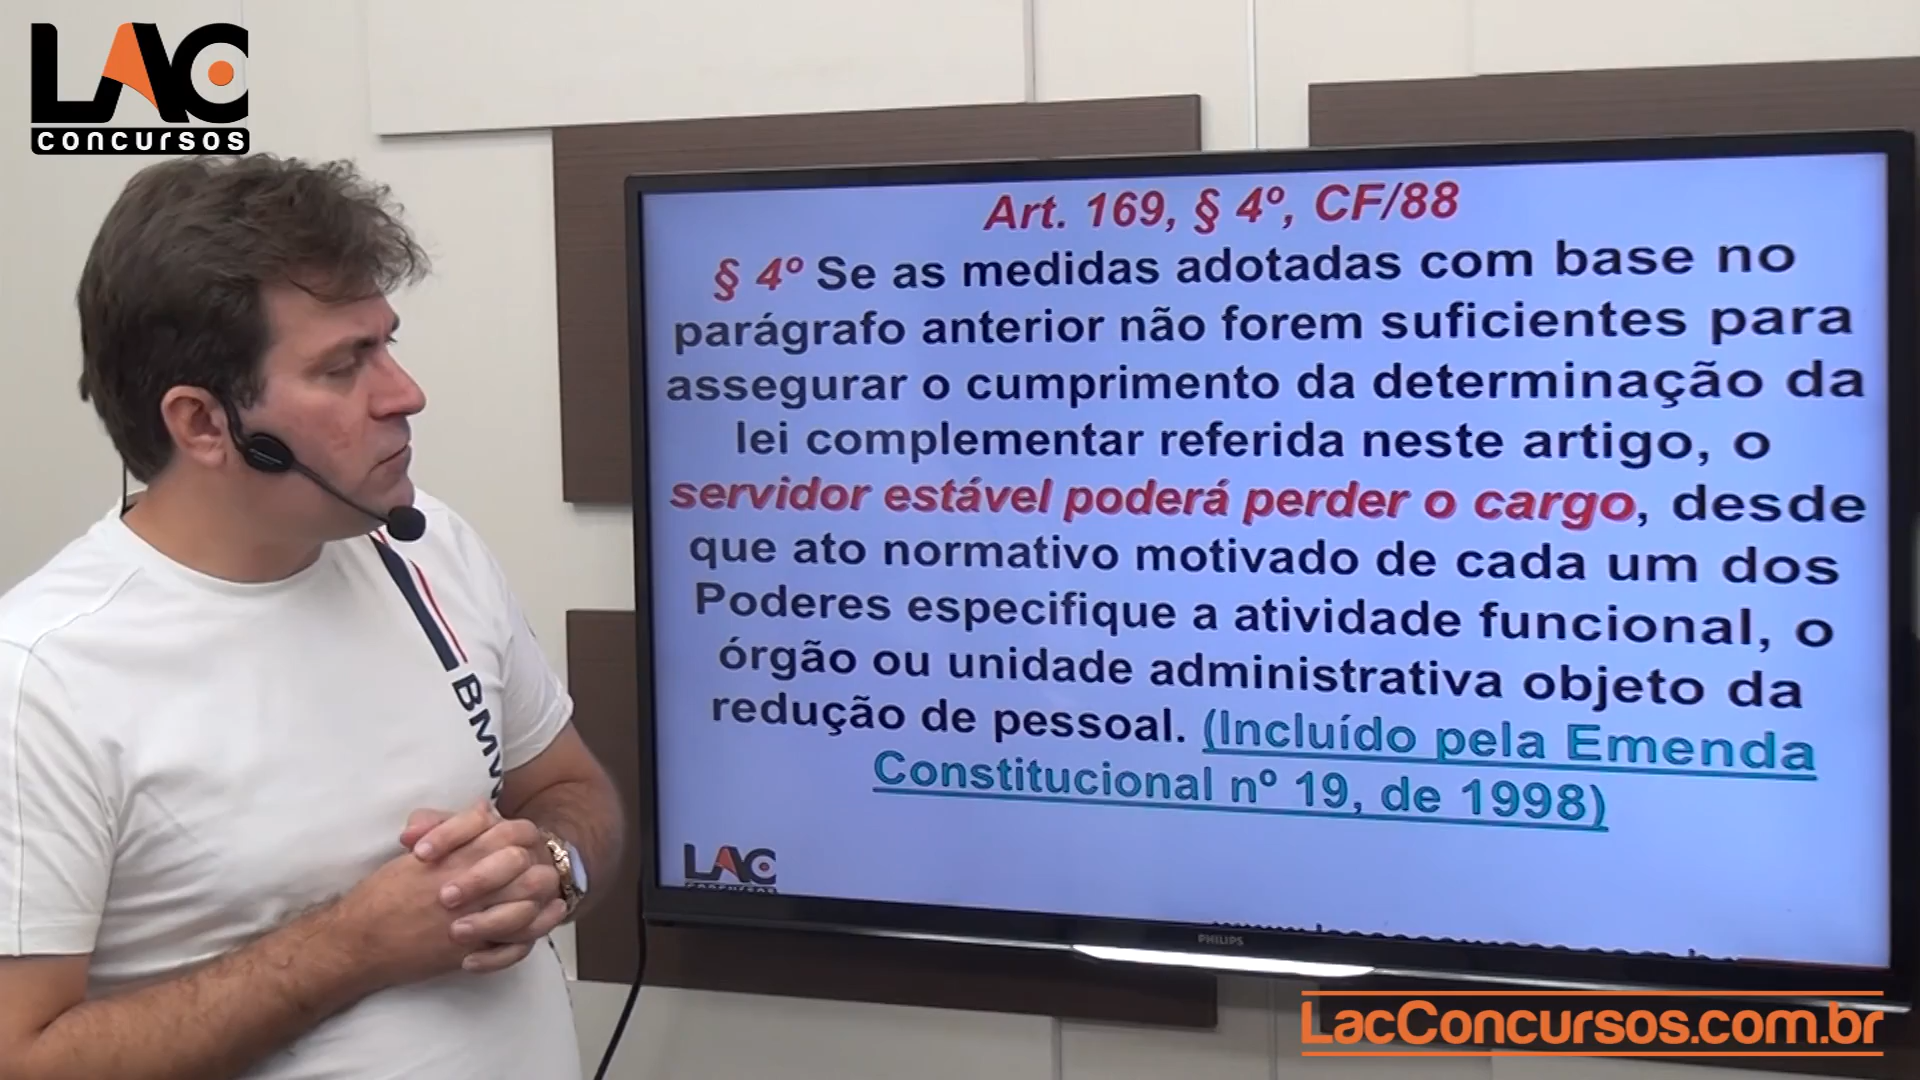 LAC
concursos
Art. 169, § 4º, CF/88
§ 4º Se as medidas adotadas com base no
parágrafo anterior não forem suficientes para
assegurar o cumprimento da determinação da
lei complementar referida neste artigo, o
servidor estável poderá perder o cargo, desde
que ato normativo motivado de cada um dos
Poderes especifique a atividade funcional, o
órgão ou unidade administrativa objeto da
redução de pessoal. (Incluído pela Emenda
Constitucional nº 19, de 1998)
BMW
LAC
concursos
PHILIPS
LacConcursos.com.br